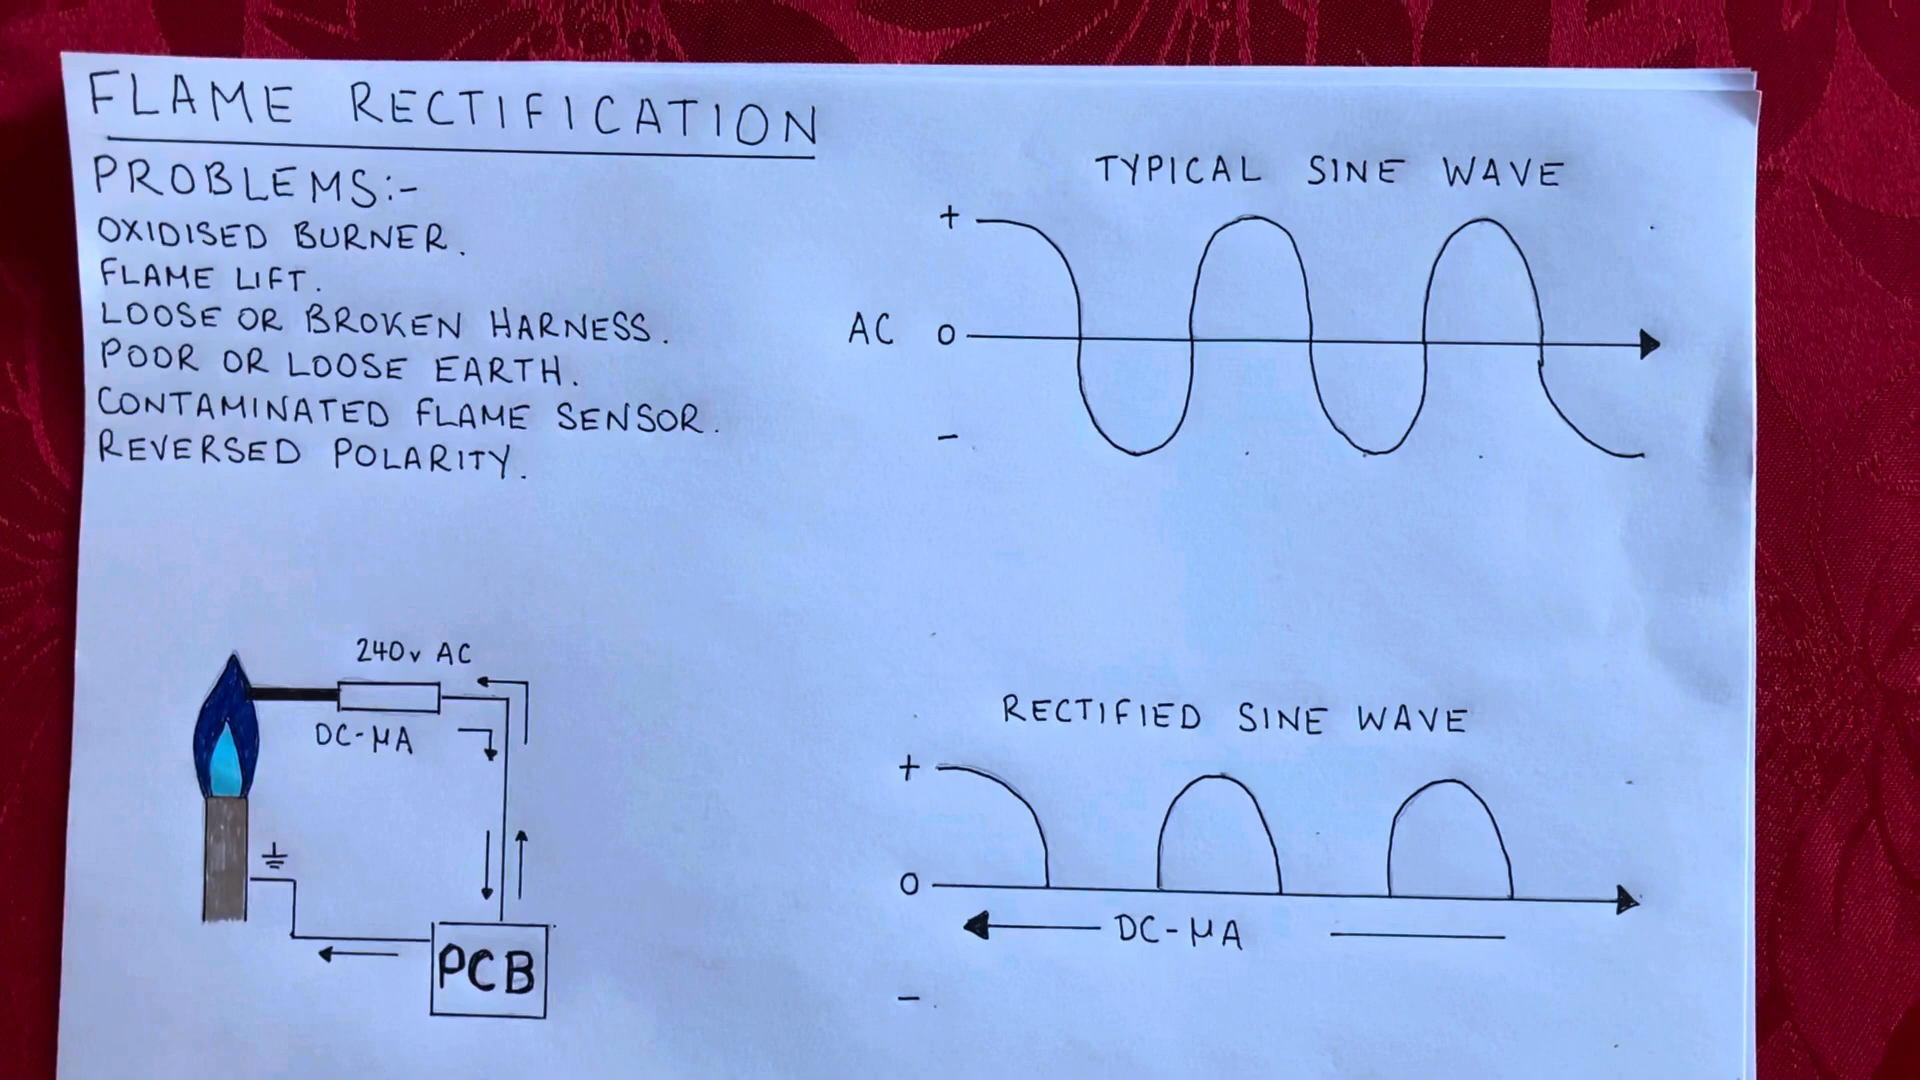 FLAME RECTIFICATION
PROBLEMS:-
OXIDISED BURNER.
FLAME LIFT.
LOOSE OR BROKEN HARNESS.
POOR OR LOOSE EARTH.
CONTAMINATED FLAME SENSOR.
REVERSED POLARITY.
TYPICAL SINE WAVE
+
AC 0
-
240v AC
DC-μA
PCB
RECTIFIED SINE WAVE
+
0
DC-μA
-